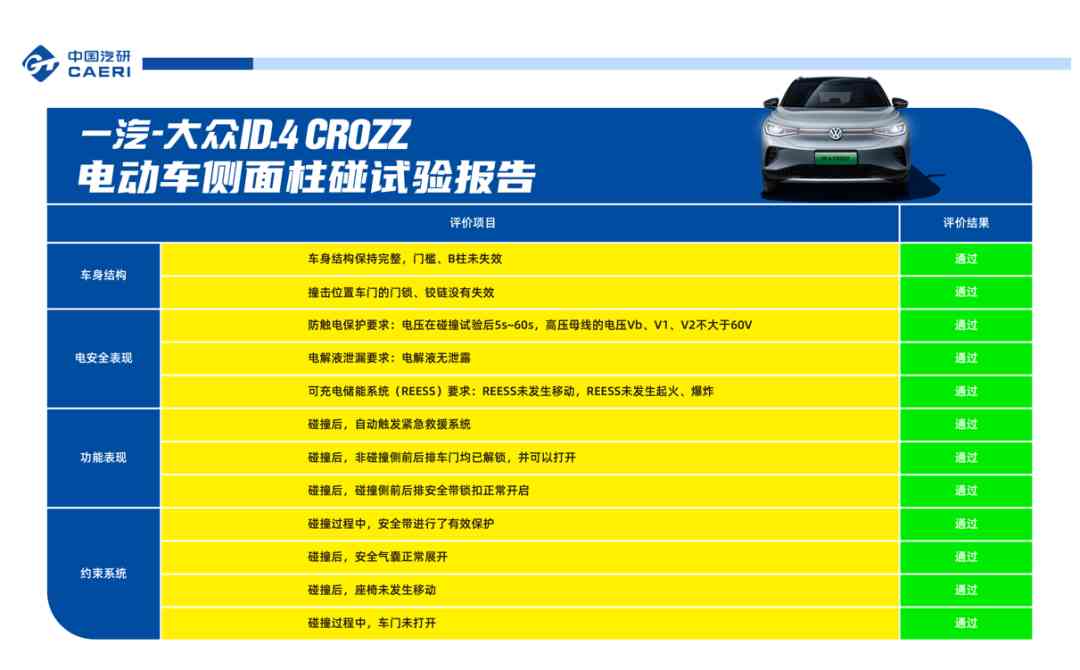 中国汽研
CAERI
一汽-大众ID.4 CROZZ
电动车侧面柱碰试验报告
评价项目 评价结果
车身结构
车身结构保持完整，门槛、B柱未失效 通过
撞击位置车门的门锁、铰链没有失效 通过
电安全表现
防触电保护要求：电压在碰撞试验后5s~60s，高压母线的电压Vb、V1、V2不大于60V 通过
电解液泄漏要求：电解液无泄露 通过
可充电储能系统（REESS）要求：REESS未发生移动，REESS未发生起火、爆炸 通过
功能表现
碰撞后，自动触发紧急救援系统 通过
碰撞后，非碰撞侧前后排车门均已解锁，并可以打开 通过
碰撞后，碰撞侧前后排安全带锁扣正常开启 通过
约束系统
碰撞过程中，安全带进行了有效保护 通过
碰撞后，安全气囊正常展开 通过
碰撞后，座椅未发生移动 通过
碰撞过程中，车门未打开 通过